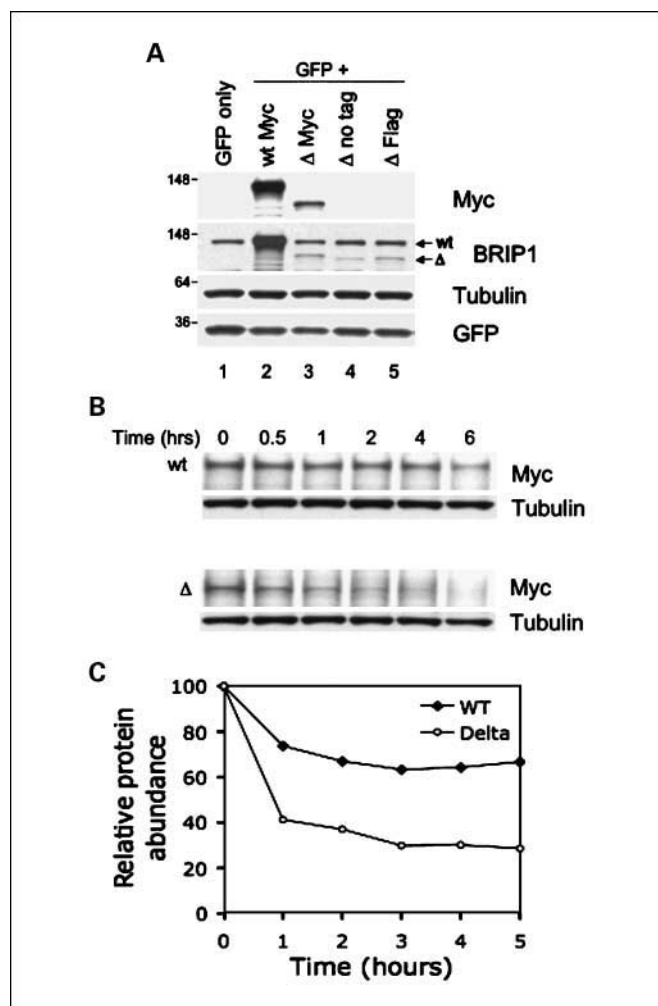 A
GFP +
GFP only
wt Myc
Δ Myc
Δ no tag
Δ Flag
148-
Myc
148-
wt
Δ
BRIP1
64-
Tubulin
36-
GFP
1 2 3 4 5
B
Time (hrs) 0 0.5 1 2 4 6
wt
Myc
Tubulin
Δ
Myc
Tubulin
C
100
80
60
40
20
0
Relative protein
abundance
WT
Delta
0 1 2 3 4 5
Time (hours)